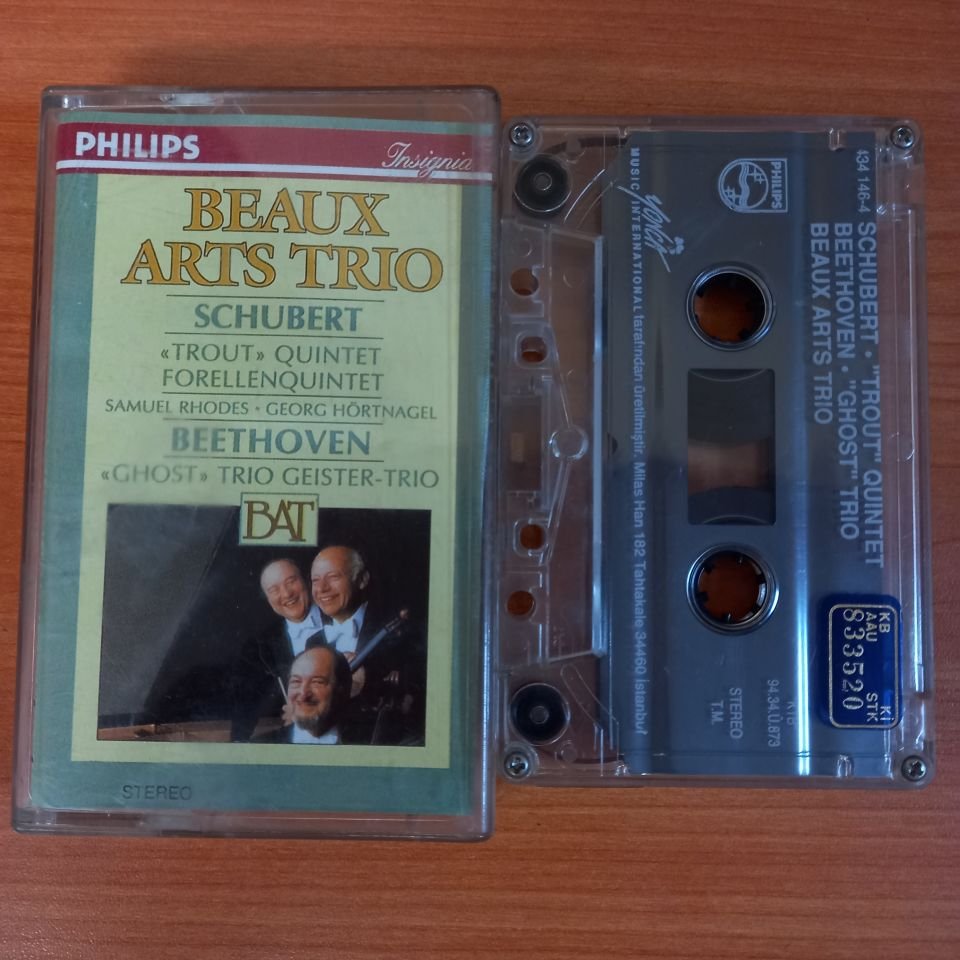 PHILIPS
Insignia
BEAUX
ARTS TRIO
SCHUBERT
«TROUT» QUINTET
FORELLENQUINTET
SAMUEL RHODES · GEORG HÖRTNAGEL
BEETHOVEN
«GHOST» TRIO GEISTER-TRIO
BAT
STEREO
434 146-4 SCHUBERT · "TROUT" QUINTET
BEETHOVEN · "GHOST" TRIO
BEAUX ARTS TRIO
PHILIPS
MUSIC INTERNATIONAL tarafından üretilmiştir. Milas Han 182 Tahtakale 34460 İstanbul
KTB
94.34.Ü.873
STEREO
T.M.
KB Kİ
AAU STK
833520